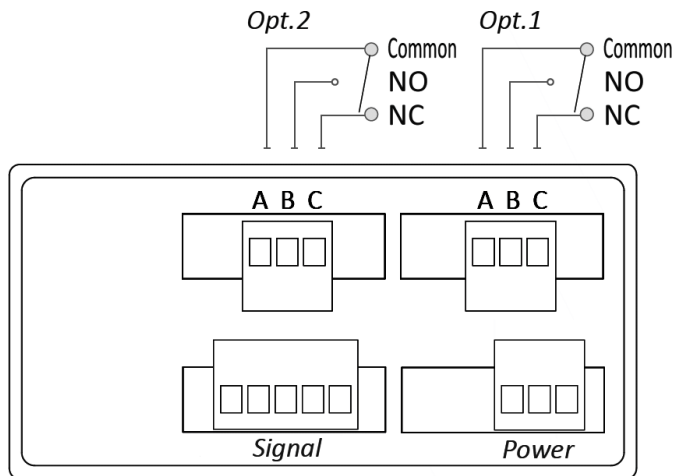 Opt.2 Opt.1
Common Common
NO NO
NC NC
A B C A B C
Signal Power